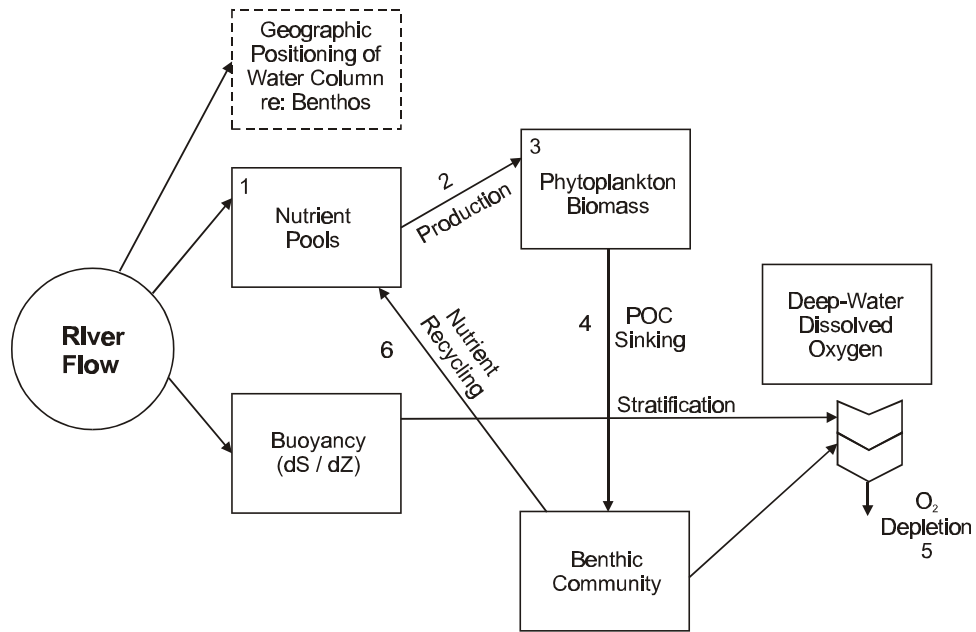 Geographic
Positioning of
Water Column
re: Benthos
1
Nutrient
Pools
2
Production
3
Phytoplankton
Biomass
RIver
Flow
6
Nutrient
Recycling
4
POC
Sinking
Deep-Water
Dissolved
Oxygen
Stratification
Buoyancy
(dS / dZ)
Benthic
Community
O₂
Depletion
5